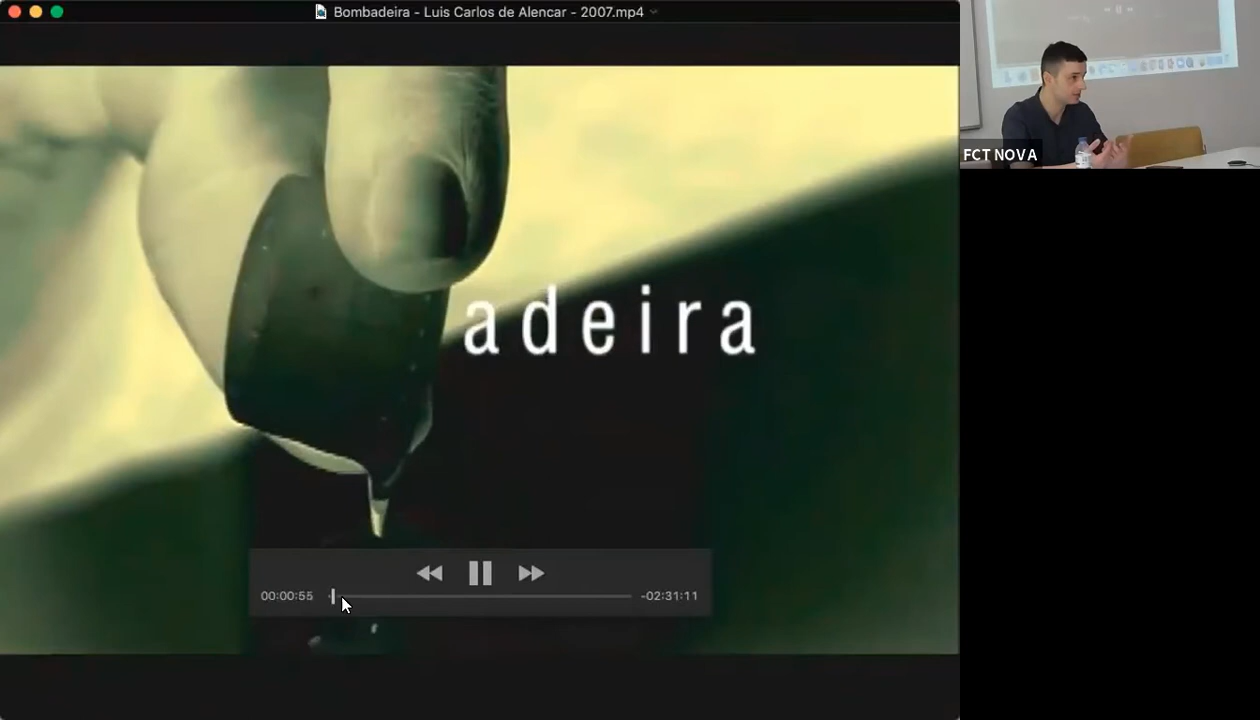 Bombadeira - Luis Carlos de Alencar - 2007.mp4
FCT NOVA
adeira
00:00:55
-02:31:11